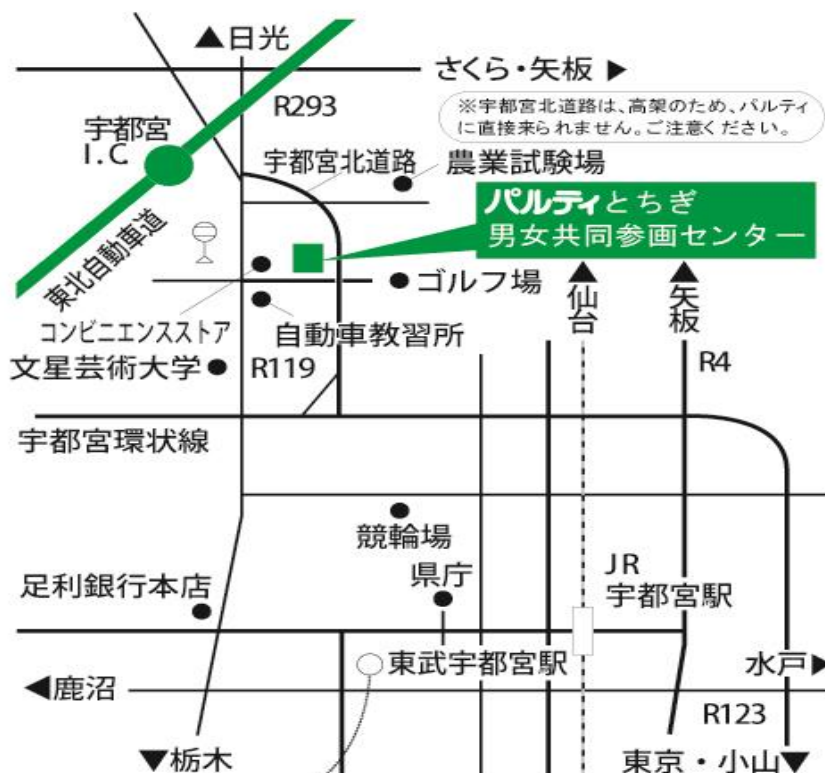 ▲日光
さくら・矢板 ▶
R293
※宇都宮北道路は、高架のため、パルティ
に直接来られません。ご注意ください。
宇都宮
I.C
宇都宮北道路
農業試験場
パルティとちぎ
男女共同参画センター
東北自動車道
ゴルフ場
▲仙台
▲矢板
コンビニエンスストア
自動車教習所
文星芸術大学
R119
R4
宇都宮環状線
競輪場
県庁
JR
宇都宮駅
足利銀行本店
東武宇都宮駅
水戸▶
◀鹿沼
R123
▼栃木
東京・小山▼